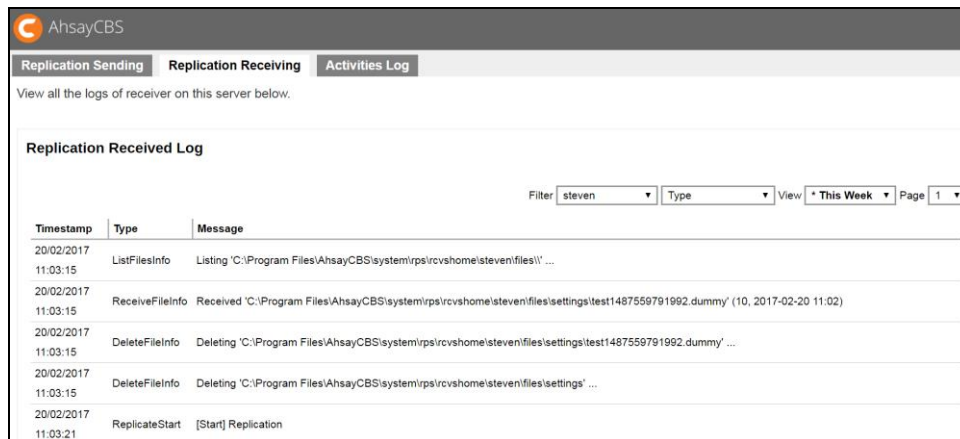 AhsayCBS
Replication Sending Replication Receiving Activities Log
View all the logs of receiver on this server below.
Replication Received Log
Filter steven Type View * This Week Page 1
Timestamp Type Message
20/02/2017
11:03:15
ListFilesInfo Listing 'C:\Program Files\AhsayCBS\system\rps\rcvshome\steven\files\\' ...
20/02/2017
11:03:15
ReceiveFileInfo Received 'C:\Program Files\AhsayCBS\system\rps\rcvshome\steven\files\settings\test1487559791992.dummy' (10, 2017-02-20 11:02)
20/02/2017
11:03:15
DeleteFileInfo Deleting 'C:\Program Files\AhsayCBS\system\rps\rcvshome\steven\files\settings\test1487559791992.dummy' ...
20/02/2017
11:03:15
DeleteFileInfo Deleting 'C:\Program Files\AhsayCBS\system\rps\rcvshome\steven\files\settings' ...
20/02/2017
11:03:21
ReplicateStart [Start] Replication